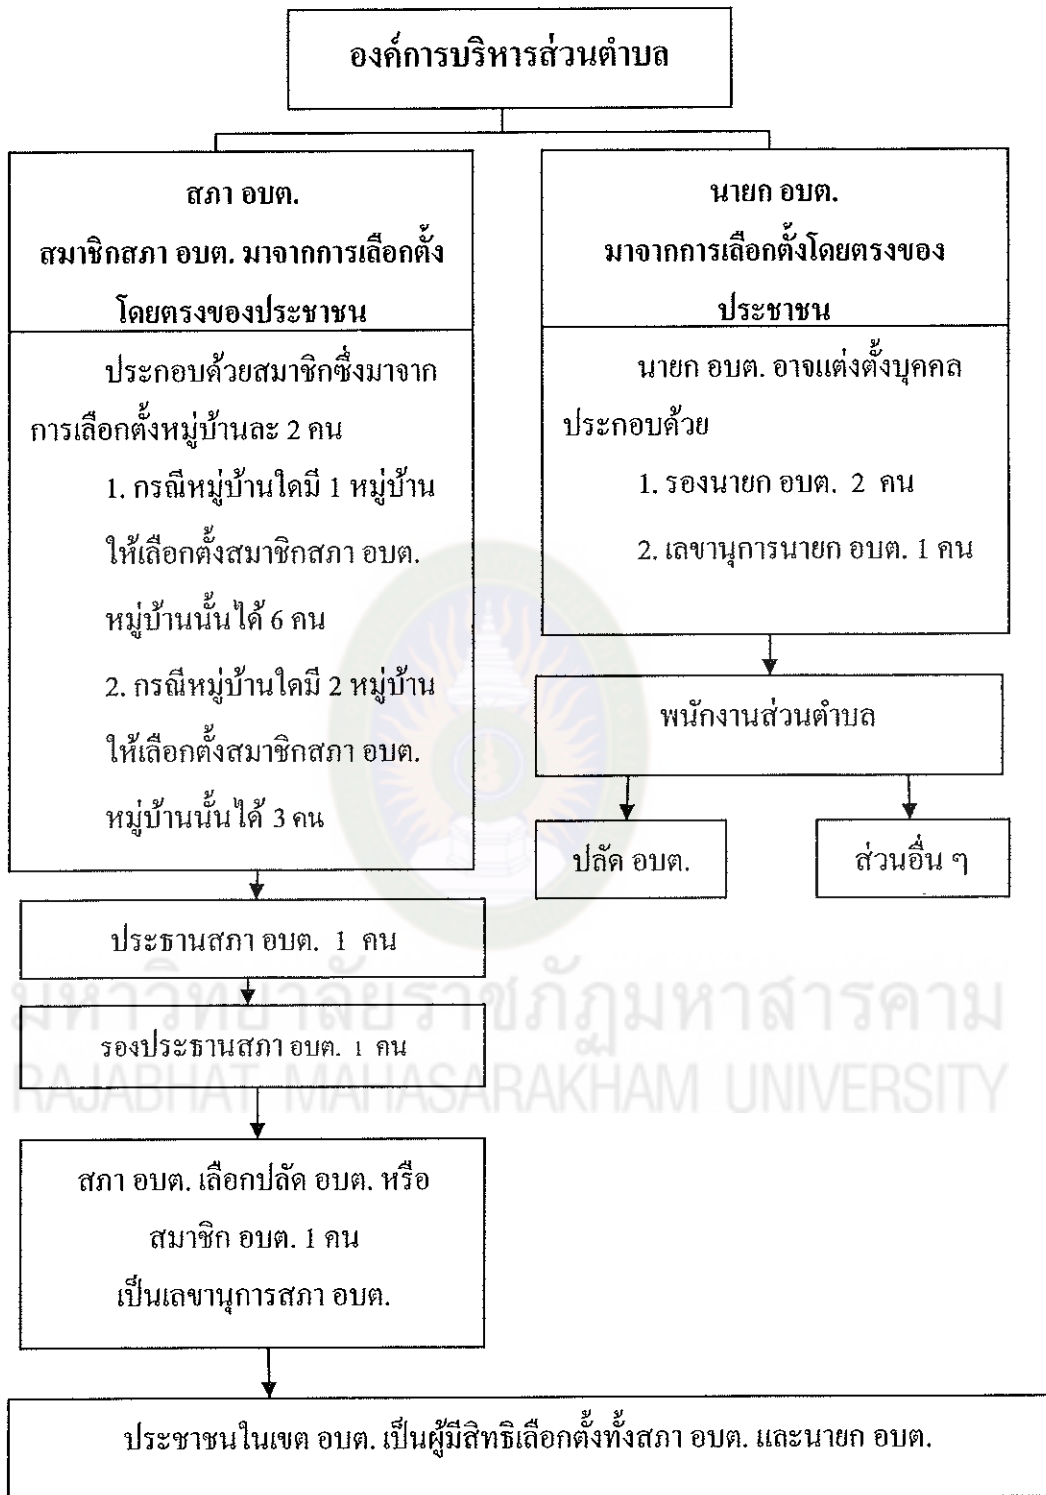 องค์การบริหารส่วนตำบล
สภา อบต.
สมาชิกสภา อบต. มาจากการเลือกตั้ง
โดยตรงของประชาชน
ประกอบด้วยสมาชิกซึ่งมาจาก
การเลือกตั้งหมู่บ้านละ 2 คน
1. กรณีหมู่บ้านใดมี 1 หมู่บ้าน
ให้เลือกตั้งสมาชิกสภา อบต.
หมู่บ้านนั้นได้ 6 คน
2. กรณีหมู่บ้านใดมี 2 หมู่บ้าน
ให้เลือกตั้งสมาชิกสภา อบต.
หมู่บ้านนั้นได้ 3 คน
นายก อบต.
มาจากการเลือกตั้งโดยตรงของ
ประชาชน
นายก อบต. อาจแต่งตั้งบุคคล
ประกอบด้วย
1. รองนายก อบต. 2 คน
2. เลขานุการนายก อบต. 1 คน
พนักงานส่วนตำบล
ปลัด อบต.
ส่วนอื่น ๆ
ประธานสภา อบต. 1 คน
มหาวิทยาลัยราชภัฏมหาสารคาม
รองประธานสภา อบต. 1 คน
RAJABHAT MAHASARAKHAM UNIVERSITY
สภา อบต. เลือกปลัด อบต. หรือ
สมาชิก อบต. 1 คน
เป็นเลขานุการสภา อบต.
ประชาชนในเขต อบต. เป็นผู้มีสิทธิเลือกตั้งทั้งสภา อบต. และนายก อบต.